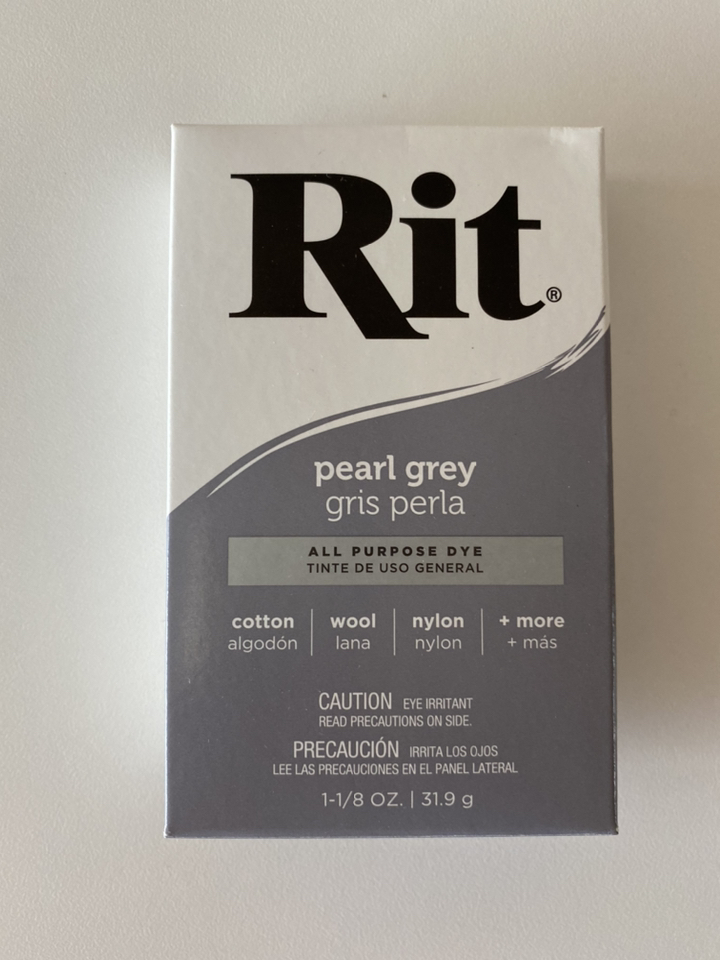 Rit®
pearl grey
gris perla
ALL PURPOSE DYE
TINTE DE USO GENERAL
cotton wool nylon + more
algodón lana nylon + más
CAUTION EYE IRRITANT
READ PRECAUTIONS ON SIDE.
PRECAUCIÓN IRRITA LOS OJOS
LEE LAS PRECAUCIONES EN EL PANEL LATERAL
1-1/8 OZ. | 31.9 g